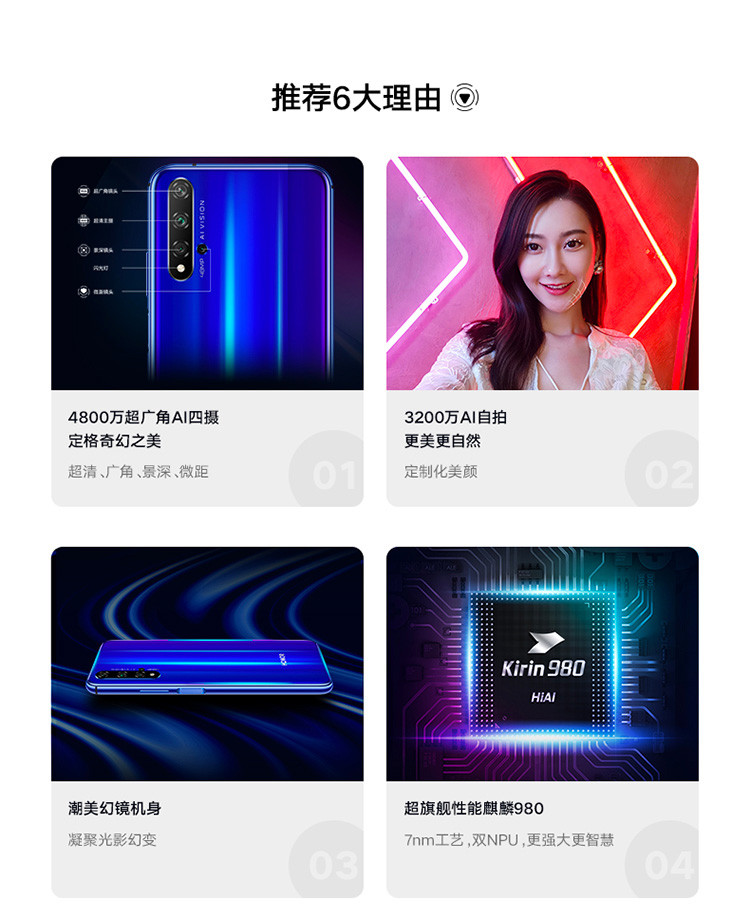 推荐6大理由
超广角镜头
超清主摄
景深镜头
闪光灯
微距镜头
AI VISION
48MP
4800万超广角AI四摄
定格奇幻之美
超清、广角、景深、微距
01
3200万AI自拍
更美更自然
定制化美颜
02
HONOR
潮美幻镜机身
凝聚光影幻变
03
Kirin 980
HiAI
超旗舰性能麒麟980
7nm工艺,双NPU,更强大更智慧
04